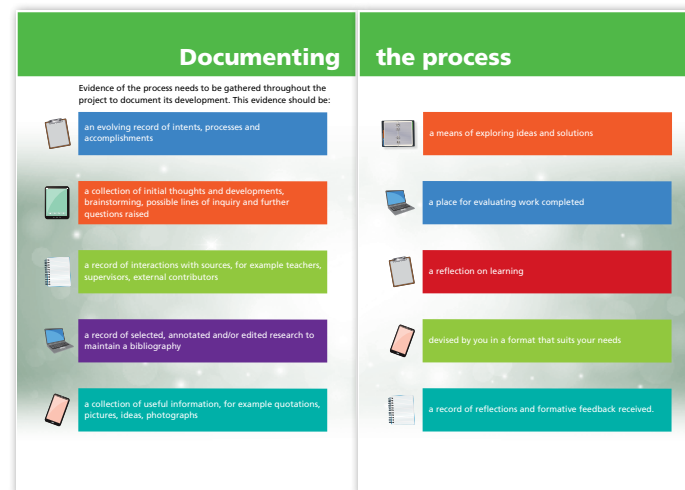 Documenting the process
Evidence of the process needs to be gathered throughout the
project to document its development. This evidence should be:
an evolving record of intents, processes and
accomplishments
a collection of initial thoughts and developments,
brainstorming, possible lines of inquiry and further
questions raised
a record of interactions with sources, for example teachers,
supervisors, external contributors
a record of selected, annotated and/or edited research to
maintain a bibliography
a collection of useful information, for example quotations,
pictures, ideas, photographs
a means of exploring ideas and solutions
a place for evaluating work completed
a reflection on learning
devised by you in a format that suits your needs
a record of reflections and formative feedback received.